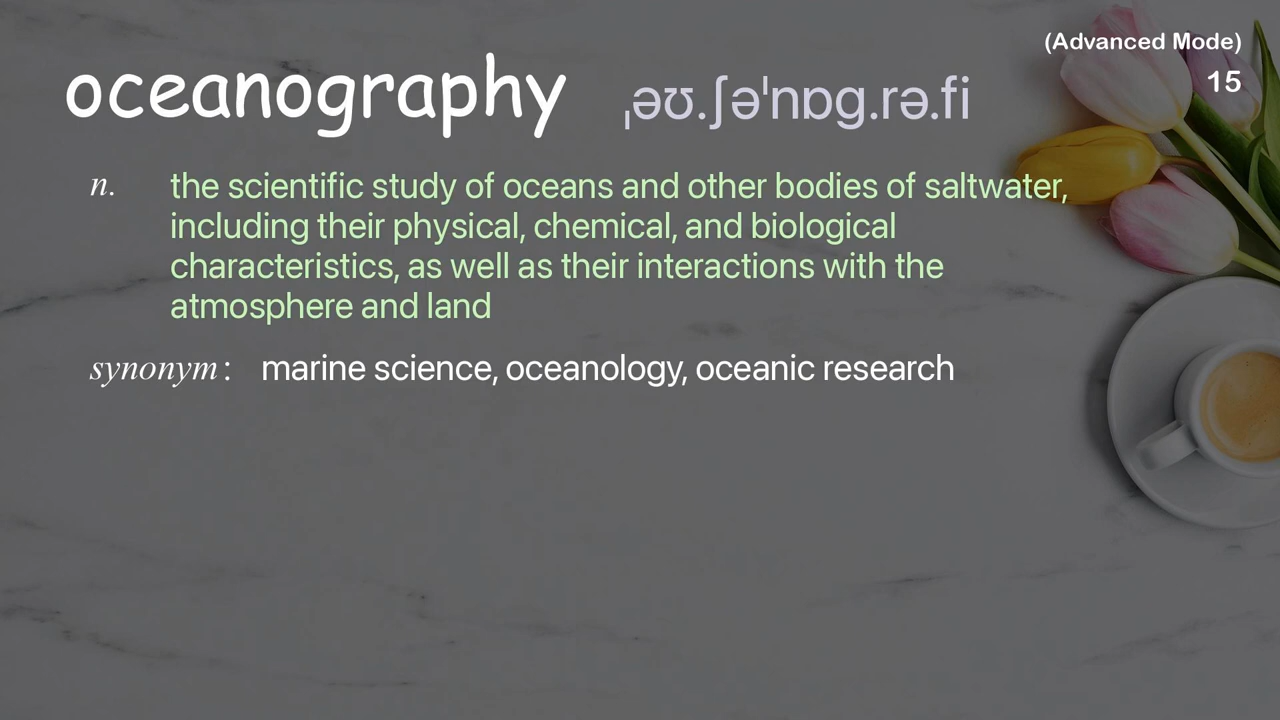 (Advanced Mode)
15
oceanography ˌəʊ.ʃəˈnɒg.rə.fi
n. the scientific study of oceans and other bodies of saltwater,
including their physical, chemical, and biological
characteristics, as well as their interactions with the
atmosphere and land
synonym: marine science, oceanology, oceanic research